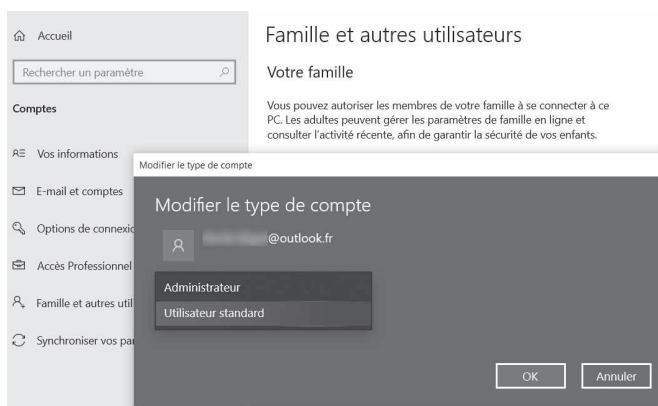 Accueil
Rechercher un paramètre
Comptes
Vos informations
E-mail et comptes
Options de connexio
Accès Professionnel
Famille et autres util
Synchroniser vos par
Famille et autres utilisateurs
Votre famille
Vous pouvez autoriser les membres de votre famille à se connecter à ce
PC. Les adultes peuvent gérer les paramètres de famille en ligne et
consulter l'activité récente, afin de garantir la sécurité de vos enfants.
Modifier le type de compte
Modifier le type de compte
@outlook.fr
Administrateur
Utilisateur standard
OK
Annuler